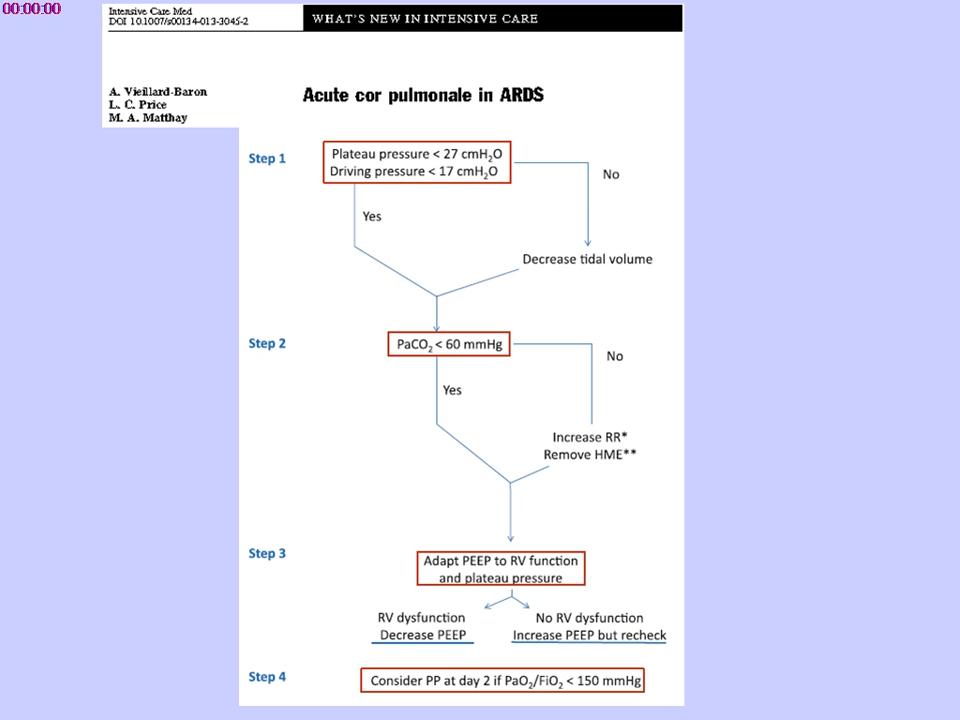 00:00:00
Intensive Care Med
DOI 10.1007/s00134-013-3045-2
WHAT'S NEW IN INTENSIVE CARE
A. Vieillard-Baron
L. C. Price
M. A. Matthay
Acute cor pulmonale in ARDS
Step 1
Plateau pressure < 27 cmH₂O
Driving pressure < 17 cmH₂O
No
Yes
Decrease tidal volume
Step 2
PaCO₂ < 60 mmHg
No
Yes
Increase RR*
Remove HME**
Step 3
Adapt PEEP to RV function
and plateau pressure
RV dysfunction
Decrease PEEP
No RV dysfunction
Increase PEEP but recheck
Step 4
Consider PP at day 2 if PaO₂/FiO₂ < 150 mmHg